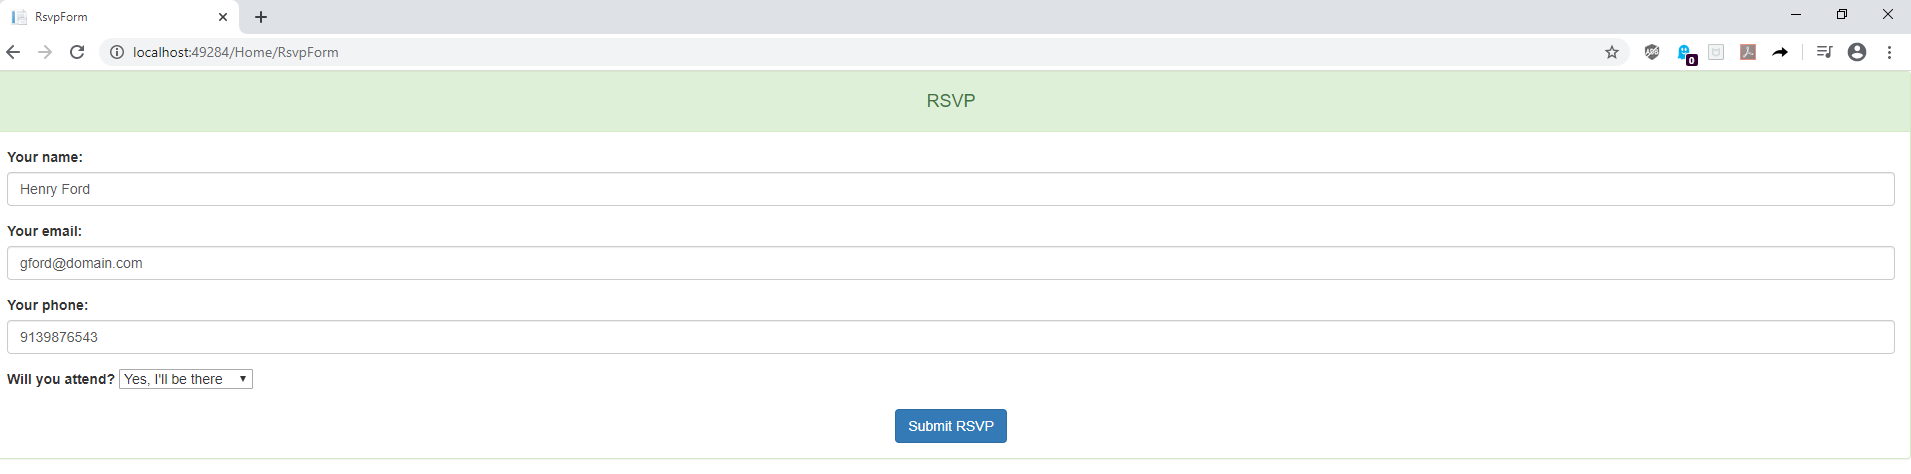 RsvpForm
localhost:49284/Home/RsvpForm
ABP
0
RSVP
Your name:
Henry Ford
Your email:
gford@domain.com
Your phone:
9139876543
Will you attend? Yes, I'll be there
Submit RSVP